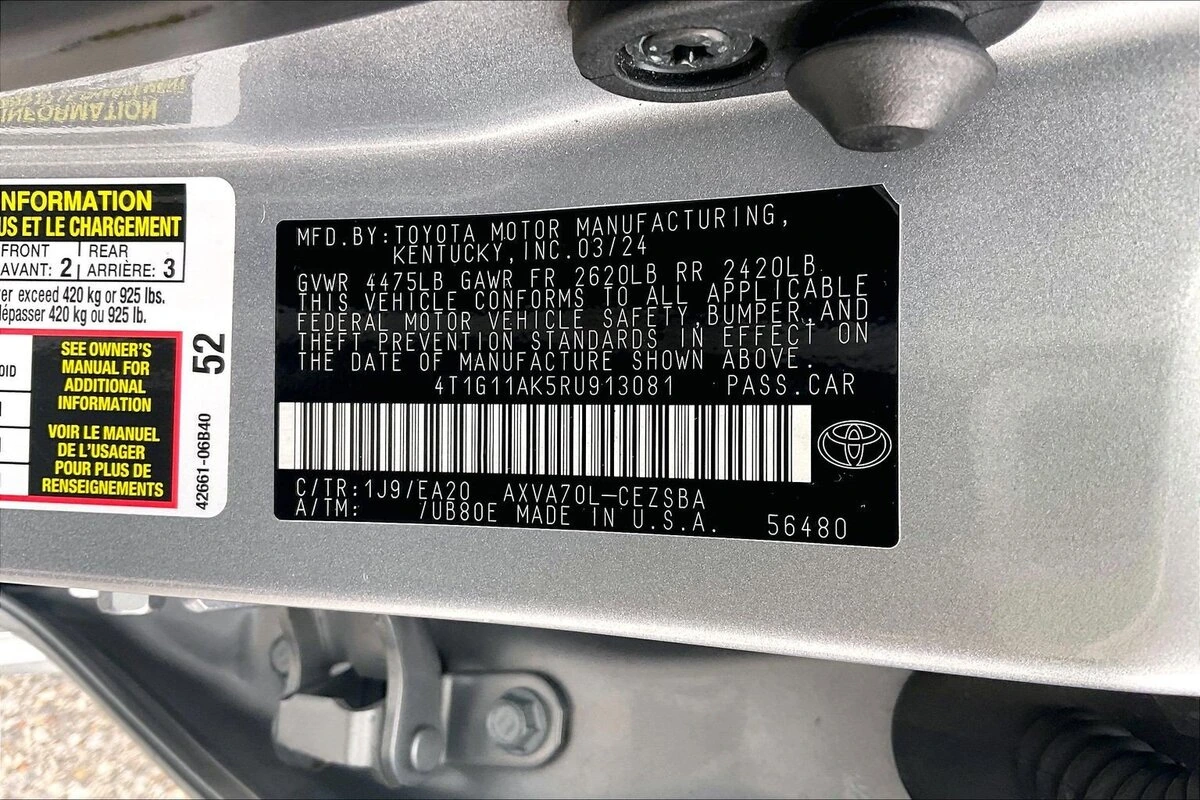 INFORMATION
NFORMATION
US ET LE CHARGEMENT
FRONT REAR
AVANT: 2 ARRIÈRE: 3
er exceed 420 kg or 925 lbs.
dépasser 420 kg ou 925 lb.
OID
SEE OWNER'S
MANUAL FOR
ADDITIONAL
INFORMATION
VOIR LE MANUEL
DE L'USAGER
POUR PLUS DE
RENSEIGNEMENTS
52
42661-06B40
MFD.BY:TOYOTA MOTOR MANUFACTURING,
KENTUCKY,INC.03/24
GVWR 4475LB GAWR FR 2620LB RR 2420LB
THIS VEHICLE CONFORMS TO ALL APPLICABLE
FEDERAL MOTOR VEHICLE SAFETY,BUMPER,AND
THEFT PREVENTION STANDARDS IN EFFECT ON
THE DATE OF MANUFACTURE SHOWN ABOVE.
4T1G11AK5RU913081 PASS.CAR
C/TR:1J9/EA20 AXVA70L-CEZSBA
A/TM: /UB80E MADE IN U.S.A. 56480